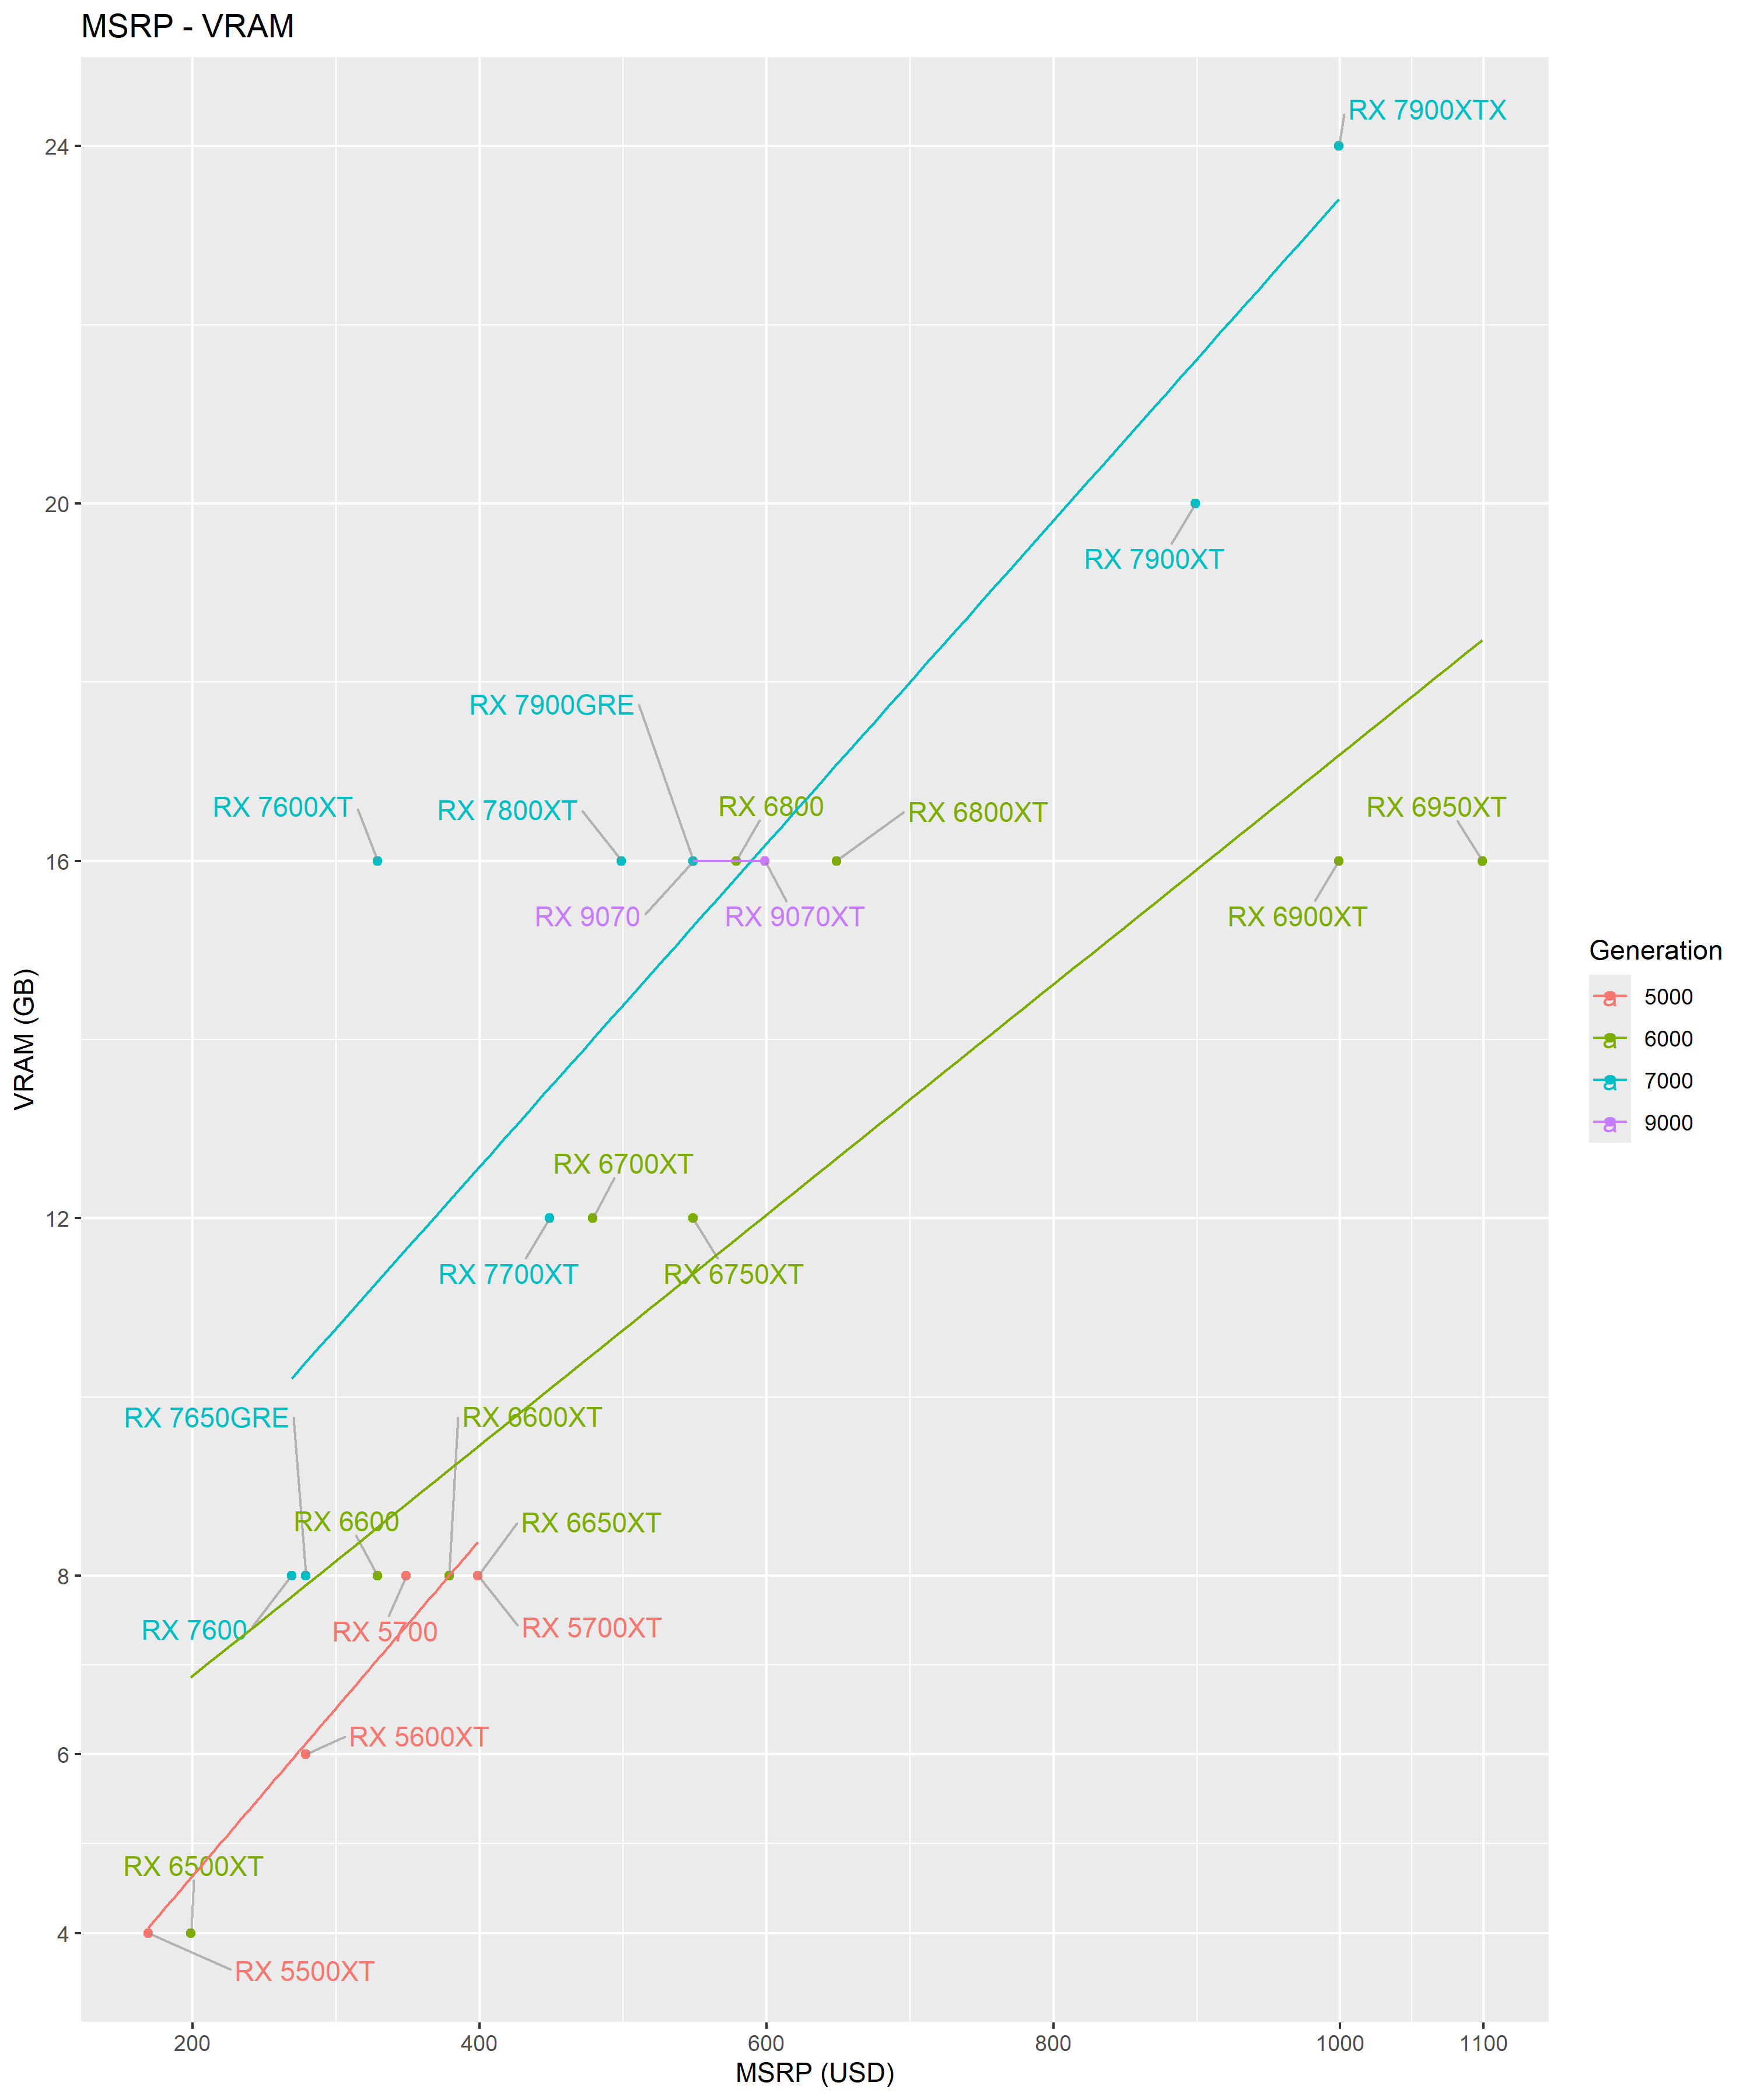 MSRP - VRAM
RX 7900XTX
24
20
RX 7900XT
RX 7900GRE
RX 7600XT
RX 7800XT
RX 6800
RX 6800XT
RX 6950XT
16
RX 9070
RX 9070XT
RX 6900XT
Generation
a 5000
a 6000
a 7000
a 9000
VRAM (GB)
RX 6700XT
12
RX 7700XT
RX 6750XT
RX 7650GRE
RX 6600XT
RX 6600
RX 6650XT
8
RX 7600
RX 5700
RX 5700XT
RX 5600XT
6
RX 6500XT
4
RX 5500XT
200
400
600
800
1000
1100
MSRP (USD)